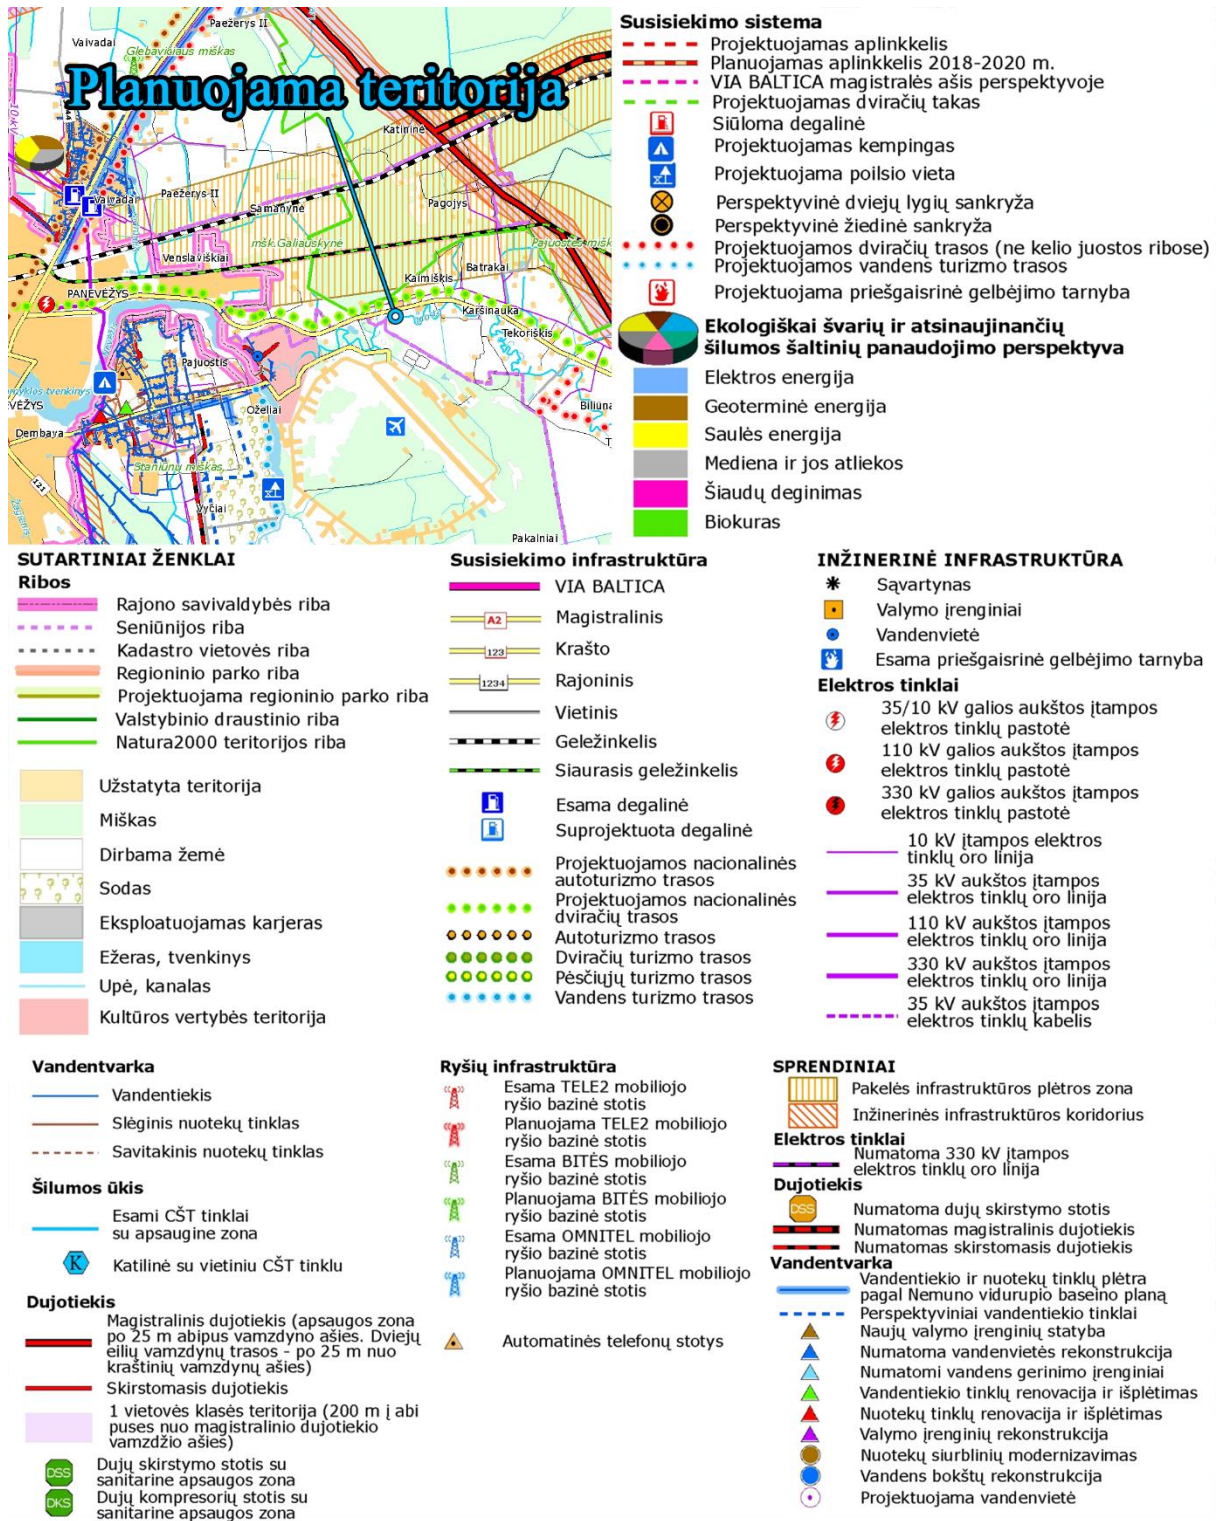 Paežerys II
Vaivadai
Glebavičiaus miškas
Planuojama teritorija
Katirinė
Vaivadai
Paežerys II
Samanynė
Pagojys
mšk.Galiauskynė
Pajuostės mišk
Venslaviškiai
Batrakai
Kaimiškis
PANEVĖŽYS
Karšinauka
Tekoriškis
Pajuostis
myklos tvenkinys
EVĖŽYS
Oželiai
Biliūna
Dembava
Staniūnų miškas
121
Vyčiai
Pakalniai
Susisiekimo sistema
Projektuojamas aplinkkelis
Planuojamas aplinkkelis 2018-2020 m.
VIA BALTICA magistralės ašis perspektyvoje
Projektuojamas dviračių takas
Siūloma degalinė
Projektuojamas kempingas
Projektuojama poilsio vieta
Perspektyvinė dviejų lygių sankryža
Perspektyvinė žiedinė sankryža
Projektuojamos dviračių trasos (ne kelio juostos ribose)
Projektuojamos vandens turizmo trasos
Projektuojama priešgaisrinė gelbėjimo tarnyba
Ekologiškai švarių ir atsinaujinančių
šilumos šaltinių panaudojimo perspektyva
Elektros energija
Geoterminė energija
Saulės energija
Mediena ir jos atliekos
Šiaudų deginimas
Biokuras
SUTARTINIAI ŽENKLAI
Ribos
Rajono savivaldybės riba
Seniūnijos riba
Kadastro vietovės riba
Regioninio parko riba
Projektuojama regioninio parko riba
Valstybinio draustinio riba
Natura2000 teritorijos riba
Užstatyta teritorija
Miškas
Dirbama žemė
Sodas
Eksploatuojamas karjeras
Ežeras, tvenkinys
Upė, kanalas
Kultūros vertybės teritorija
Susisiekimo infrastruktūra
VIA BALTICA
A2 Magistralinis
123 Krašto
1234 Rajoninis
Vietinis
Geležinkelis
Siaurasis geležinkelis
Esama degalinė
Suprojektuota degalinė
Projektuojamos nacionalinės
autoturizmo trasos
Projektuojamos nacionalinės
dviračių trasos
Autoturizmo trasos
Dviračių turizmo trasos
Pėsčiųjų turizmo trasos
Vandens turizmo trasos
INŽINERINĖ INFRASTRUKTŪRA
Sąvartynas
Valymo įrenginiai
Vandenvietė
Esama priešgaisrinė gelbėjimo tarnyba
Elektros tinklai
35/10 kV galios aukštos įtampos
elektros tinklų pastotė
110 kV galios aukštos įtampos
elektros tinklų pastotė
330 kV galios aukštos įtampos
elektros tinklų pastotė
10 kV įtampos elektros
tinklų oro linija
35 kV aukštos įtampos
elektros tinklų oro linija
110 kV aukštos įtampos
elektros tinklų oro linija
330 kV aukštos įtampos
elektros tinklų oro linija
35 kV aukštos įtampos
elektros tinklų kabelis
Vandentvarka
Vandentiekis
Slėginis nuotekų tinklas
Savitakinis nuotekų tinklas
Šilumos ūkis
Esami CŠT tinklai
su apsaugine zona
K Katilinė su vietiniu CŠT tinklu
Dujotiekis
Magistralinis dujotiekis (apsaugos zona
po 25 m abipus vamzdyno ašies. Dviejų
eilių vamzdynų trasos - po 25 m nuo
kraštinių vamzdynų ašies)
Skirstomasis dujotiekis
1 vietovės klasės teritorija (200 m į abi
puses nuo magistralinio dujotiekio
vamzdžio ašies)
DSS Dujų skirstymo stotis su
sanitarine apsaugos zona
DKS Dujų kompresorių stotis su
sanitarine apsaugos zona
Ryšių infrastruktūra
Esama TELE2 mobiliojo
ryšio bazinė stotis
Planuojama TELE2 mobiliojo
ryšio bazinė stotis
Esama BITĖS mobiliojo
ryšio bazinė stotis
Planuojama BITĖS mobiliojo
ryšio bazinė stotis
Esama OMNITEL mobiliojo
ryšio bazinė stotis
Planuojama OMNITEL mobiliojo
ryšio bazinė stotis
Automatinės telefonų stotys
SPRENDINIAI
Pakelės infrastruktūros plėtros zona
Inžinerinės infrastruktūros koridorius
Elektros tinklai
Numatoma 330 kV įtampos
elektros tinklų oro linija
Dujotiekis
DSS Numatoma dujų skirstymo stotis
Numatomas magistralinis dujotiekis
Numatomas skirstomasis dujotiekis
Vandentvarka
Vandentiekio ir nuotekų tinklų plėtra
pagal Nemuno vidurupio baseino planą
Perspektyviniai vandentiekio tinklai
Naujų valymo įrenginių statyba
Numatoma vandenvietės rekonstrukcija
Numatomi vandens gerinimo įrenginiai
Vandentiekio tinklų renovacija ir išplėtimas
Nuotekų tinklų renovacija ir išplėtimas
Valymo įrenginių rekonstrukcija
Nuotekų siurblinių modernizavimas
Vandens bokštų rekonstrukcija
Projektuojama vandenvietė